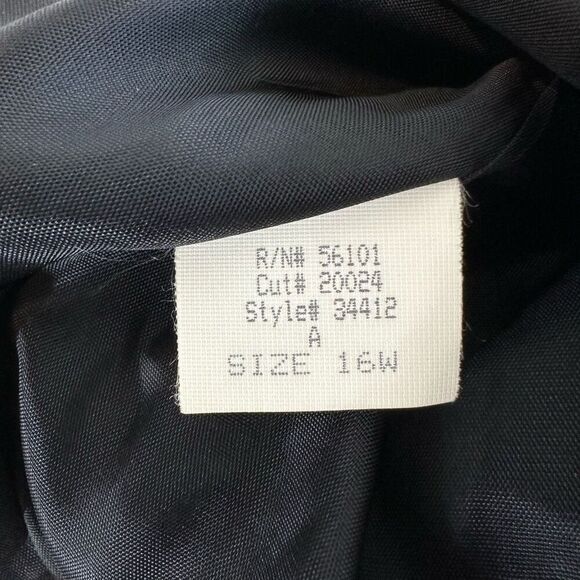 R/N# 56101
Cut# 20024
Style# 34412
A
SIZE 16W